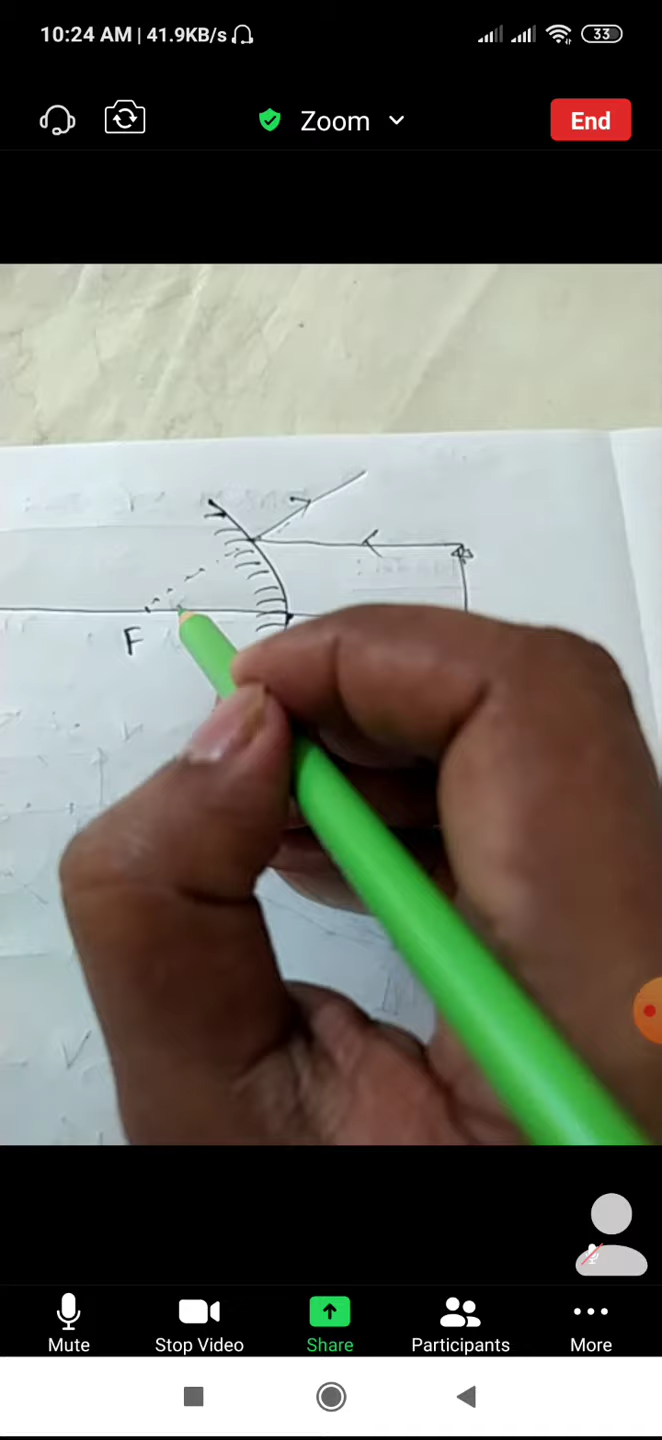 10:24 AM | 41.9KB/s
33
Zoom
End
F
Mute
Stop Video
Share
Participants
More